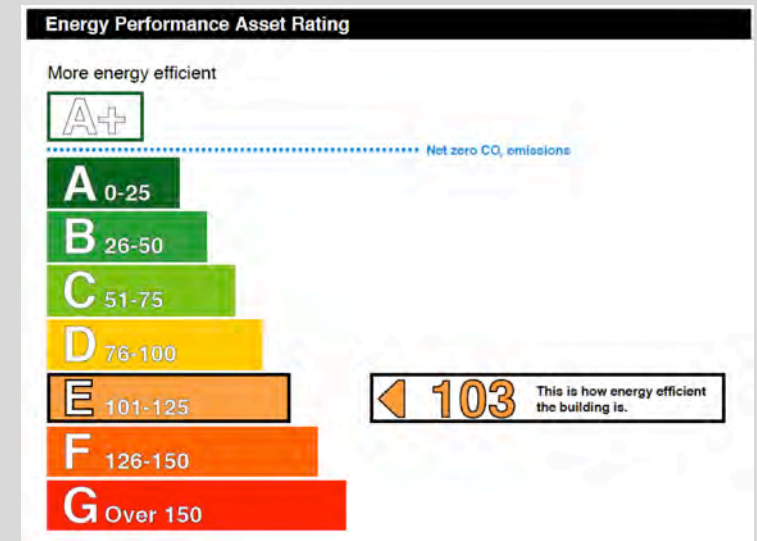 Energy Performance Asset Rating
More energy efficient
A+
Net zero CO₂ emissions
A 0-25
B 26-50
C 51-75
D 76-100
E 101-125
103 This is how energy efficient
the building is.
F 126-150
G Over 150